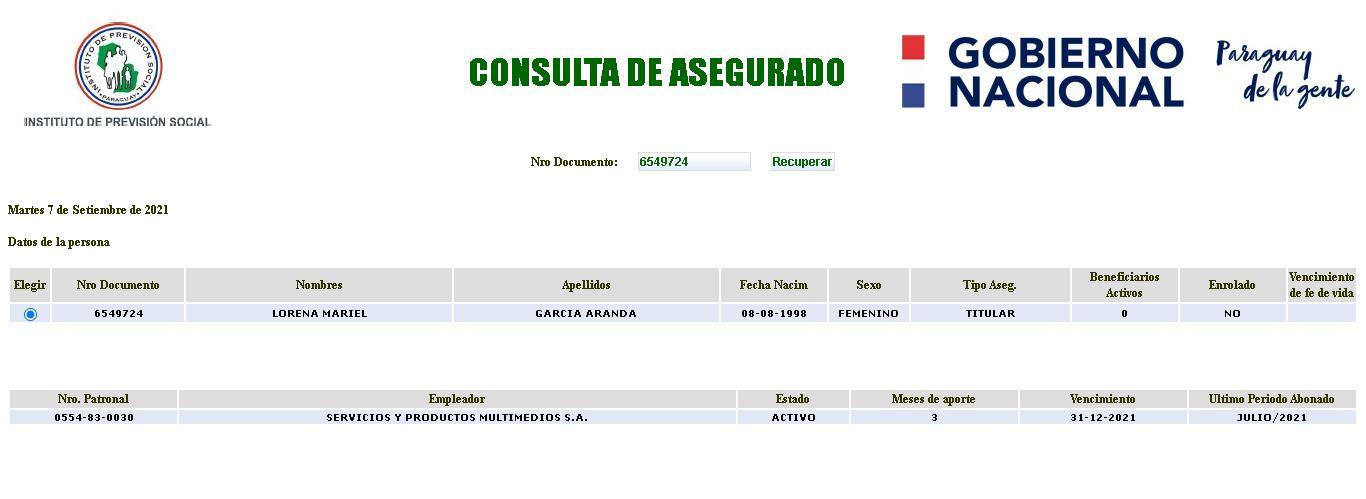 INSTITUTO DE PREVISIÓN SOCIAL
·PARAGUAY·
INSTITUTO DE PREVISIÓN SOCIAL
CONSULTA DE ASEGURADO
GOBIERNO
NACIONAL
Paraguay
de la gente
Nro Documento: 6549724 Recuperar
Martes 7 de Setiembre de 2021
Datos de la persona
Elegir Nro Documento Nombres Apellidos Fecha Nacim Sexo Tipo Aseg. Beneficiarios Activos Enrolado Vencimiento de fe de vida
6549724 LORENA MARIEL GARCIA ARANDA 08-08-1998 FEMENINO TITULAR 0 NO
Nro. Patronal Empleador Estado Meses de aporte Vencimiento Ultimo Periodo Abonado
0554-83-0030 SERVICIOS Y PRODUCTOS MULTIMEDIOS S.A. ACTIVO 3 31-12-2021 JULIO/2021